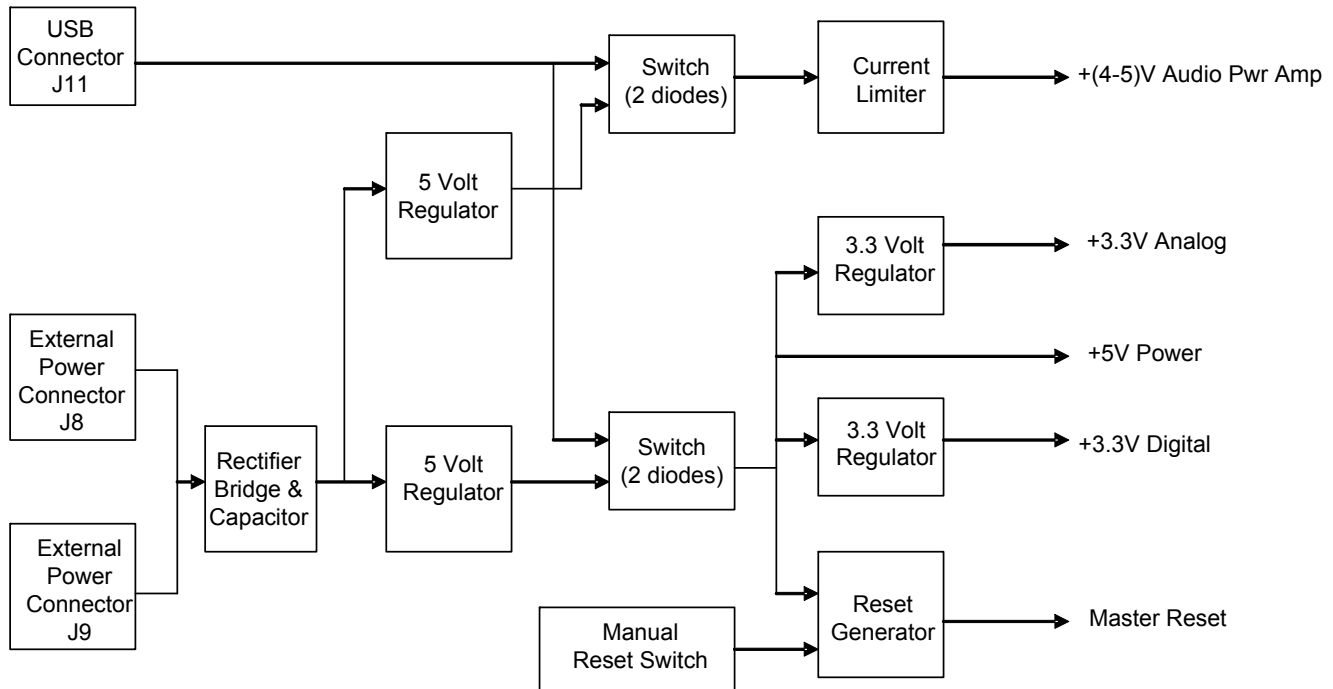 USB
Connector
J11
Switch
(2 diodes)
Current
Limiter
+(4-5)V Audio Pwr Amp
5 Volt
Regulator
3.3 Volt
Regulator
+3.3V Analog
External
Power
Connector
J8
+5V Power
Rectifier
Bridge &
Capacitor
5 Volt
Regulator
Switch
(2 diodes)
3.3 Volt
Regulator
+3.3V Digital
External
Power
Connector
J9
Manual
Reset Switch
Reset
Generator
Master Reset